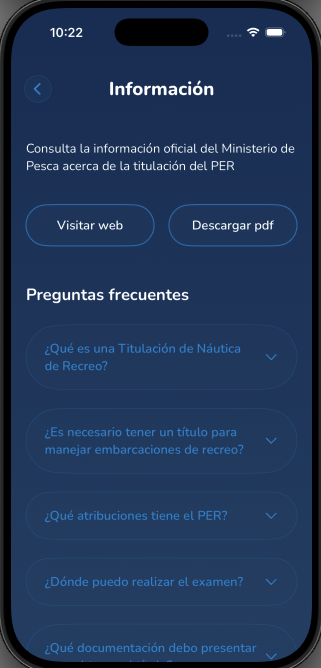 10:22
Información
Consulta la información oficial del Ministerio de
Pesca acerca de la titulación del PER
Visitar web
Descargar pdf
Preguntas frecuentes
¿Qué es una Titulación de Náutica
de Recreo?
¿Es necesario tener un título para
manejar embarcaciones de recreo?
¿Qué atribuciones tiene el PER?
¿Dónde puedo realizar el examen?
¿Qué documentación debo presentar